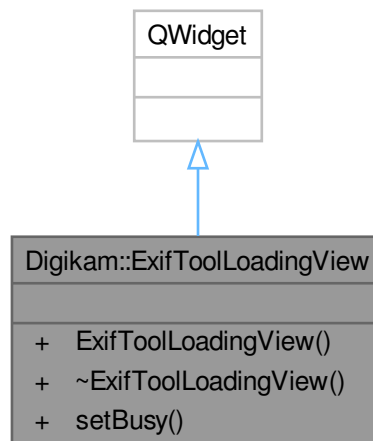 QWidget
Digikam::ExifToolLoadingView
+ ExifToolLoadingView()
+ ~ExifToolLoadingView()
+ setBusy()